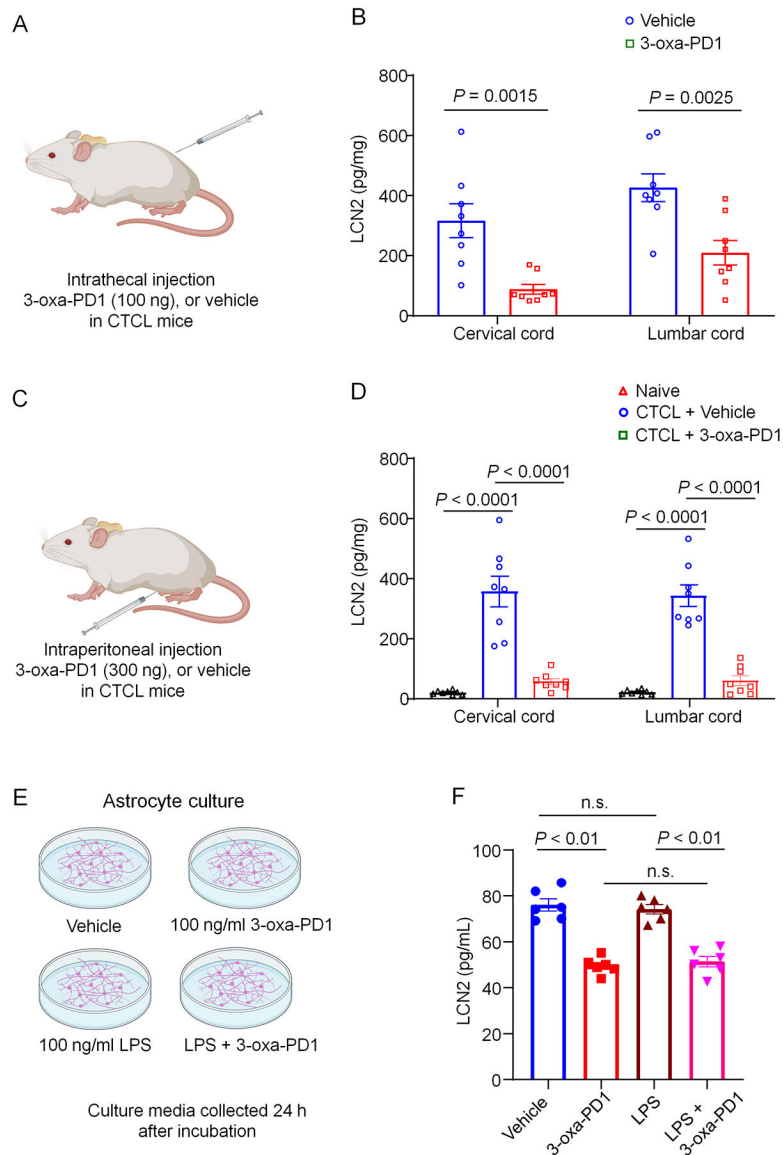 A
Intrathecal injection
3-oxa-PD1 (100 ng), or vehicle
in CTCL mice
B
Vehicle
3-oxa-PD1
LCN2 (pg/mg)
800
600
400
200
0
P = 0.0015
P = 0.0025
Cervical cord
Lumbar cord
C
Intraperitoneal injection
3-oxa-PD1 (300 ng), or vehicle
in CTCL mice
D
Naive
CTCL + Vehicle
CTCL + 3-oxa-PD1
LCN2 (pg/mg)
800
600
400
200
0
P < 0.0001
P < 0.0001
P < 0.0001
P < 0.0001
Cervical cord
Lumbar cord
E
Astrocyte culture
Vehicle
100 ng/ml 3-oxa-PD1
100 ng/ml LPS
LPS + 3-oxa-PD1
Culture media collected 24 h
after incubation
F
n.s.
P < 0.01
P < 0.01
n.s.
LCN2 (pg/mL)
100
80
60
40
20
0
Vehicle
3-oxa-PD1
LPS
LPS +
3-oxa-PD1